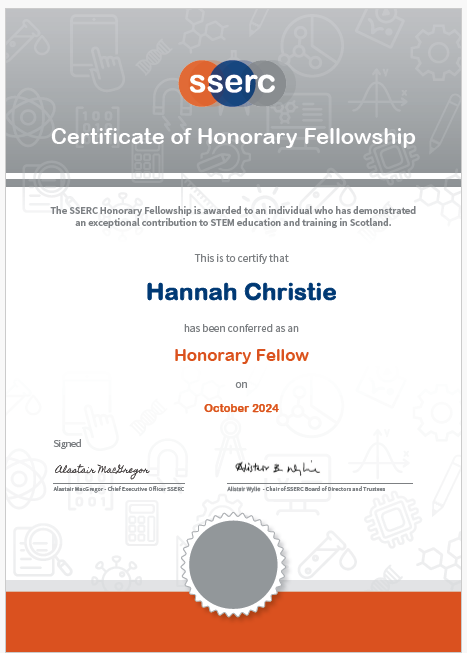 sserc
Certificate of Honorary Fellowship
The SSERC Honorary Fellowship is awarded to an individual who has demonstrated
an exceptional contribution to STEM education and training in Scotland.
This is to certify that
Hannah Christie
has been conferred as an
Honorary Fellow
on
October 2024
Signed
Alastair MacGregor
Alistair B Wylie
Alastair MacGregor - Chief Executive Officer SSERC
Alistair Wylie - Chair of SSERC Board of Directors and Trustees